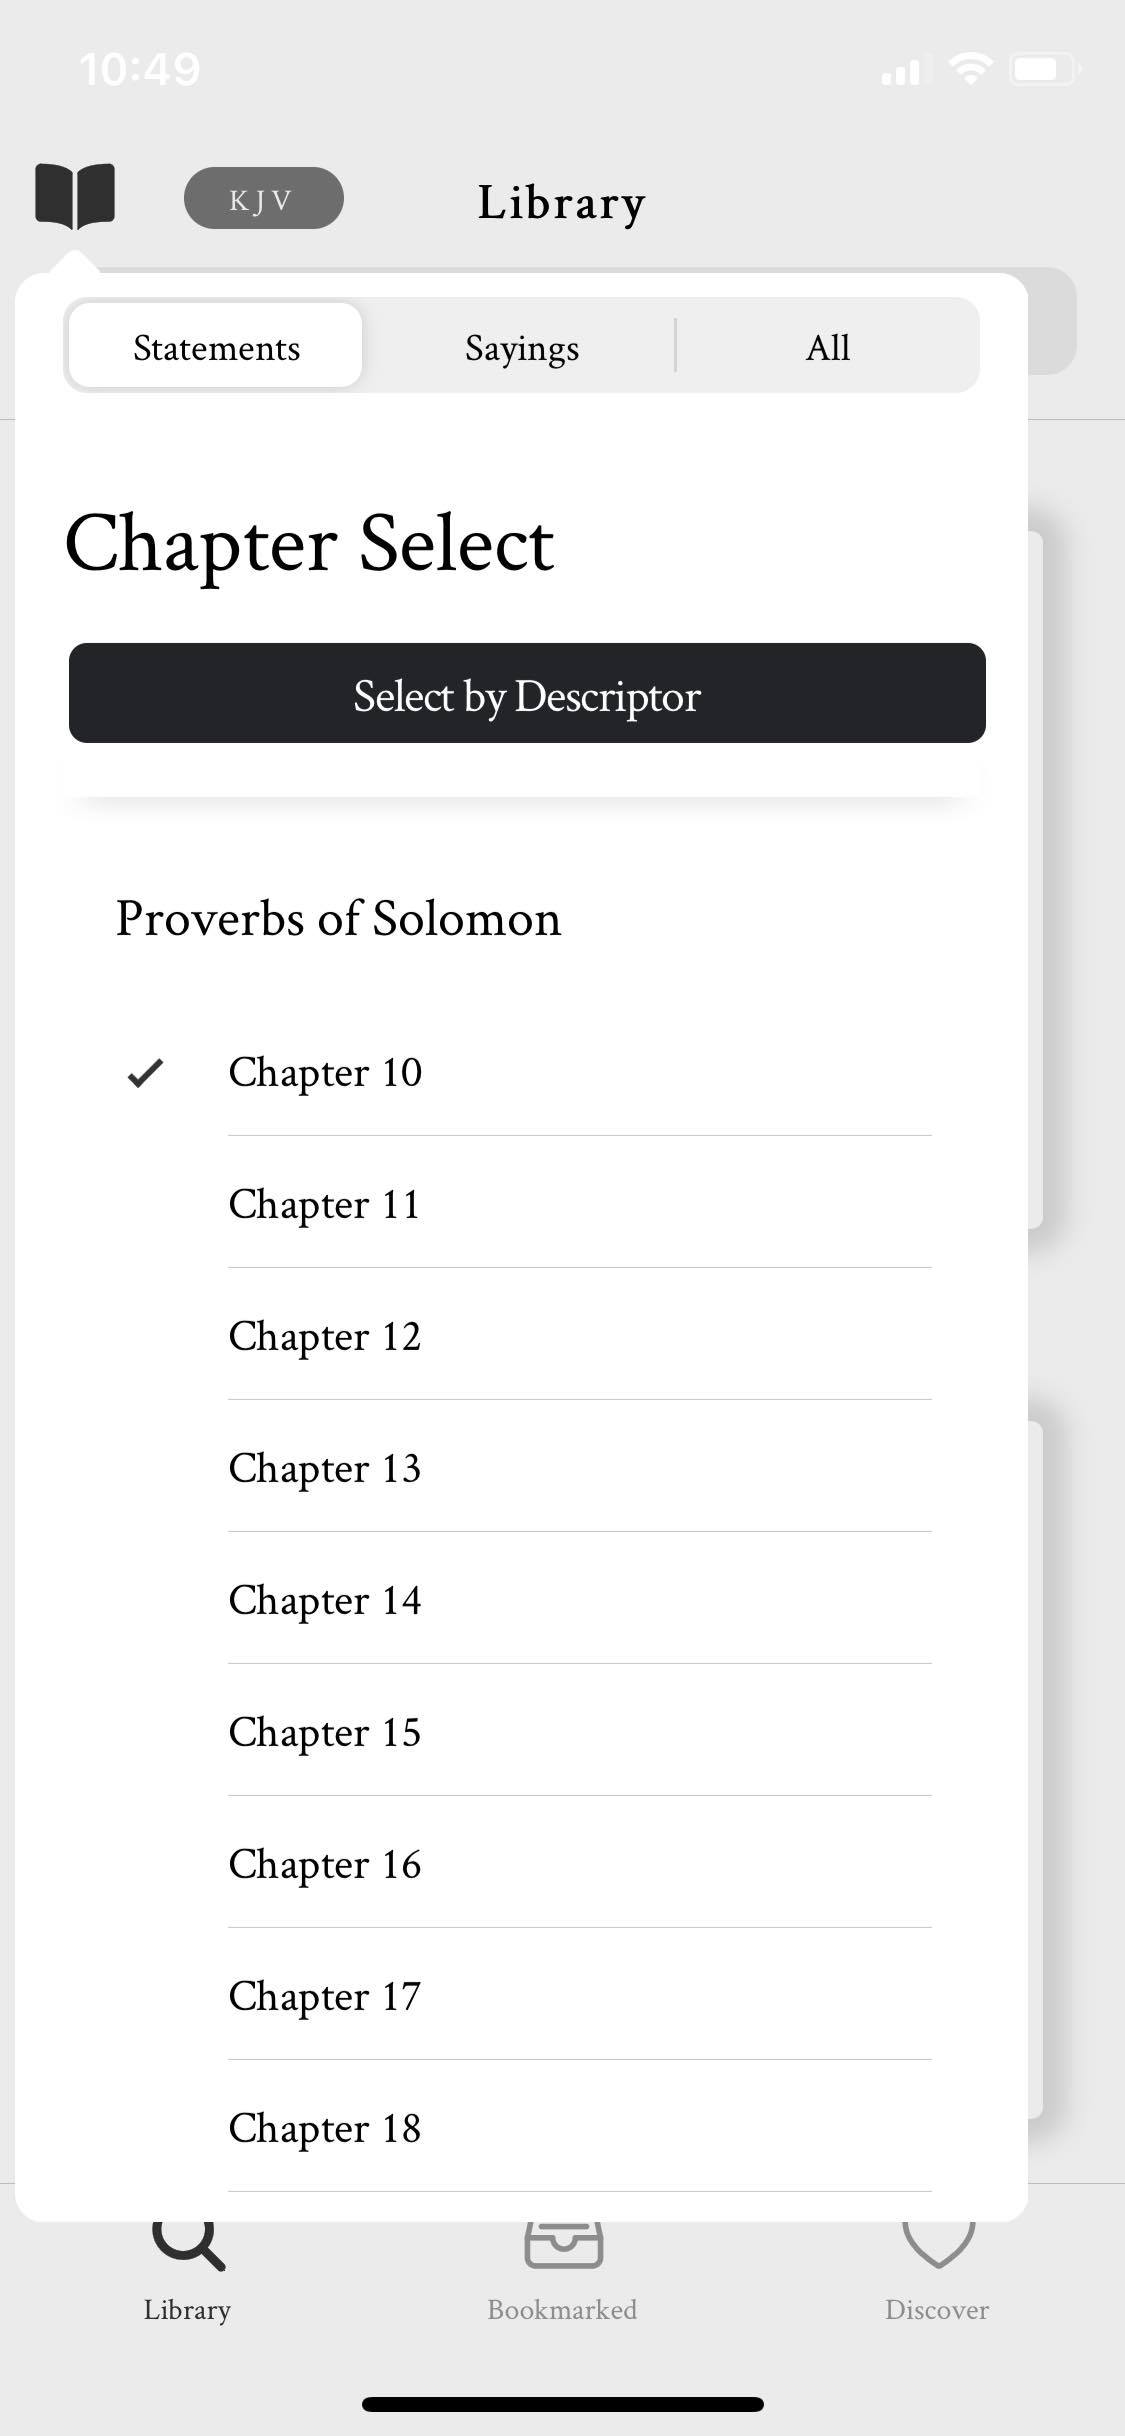 10:49
KJV
Library
Statements
Sayings
All
Chapter Select
Select by Descriptor
Proverbs of Solomon
Chapter 10
Chapter 11
Chapter 12
Chapter 13
Chapter 14
Chapter 15
Chapter 16
Chapter 17
Chapter 18
Library
Bookmarked
Discover